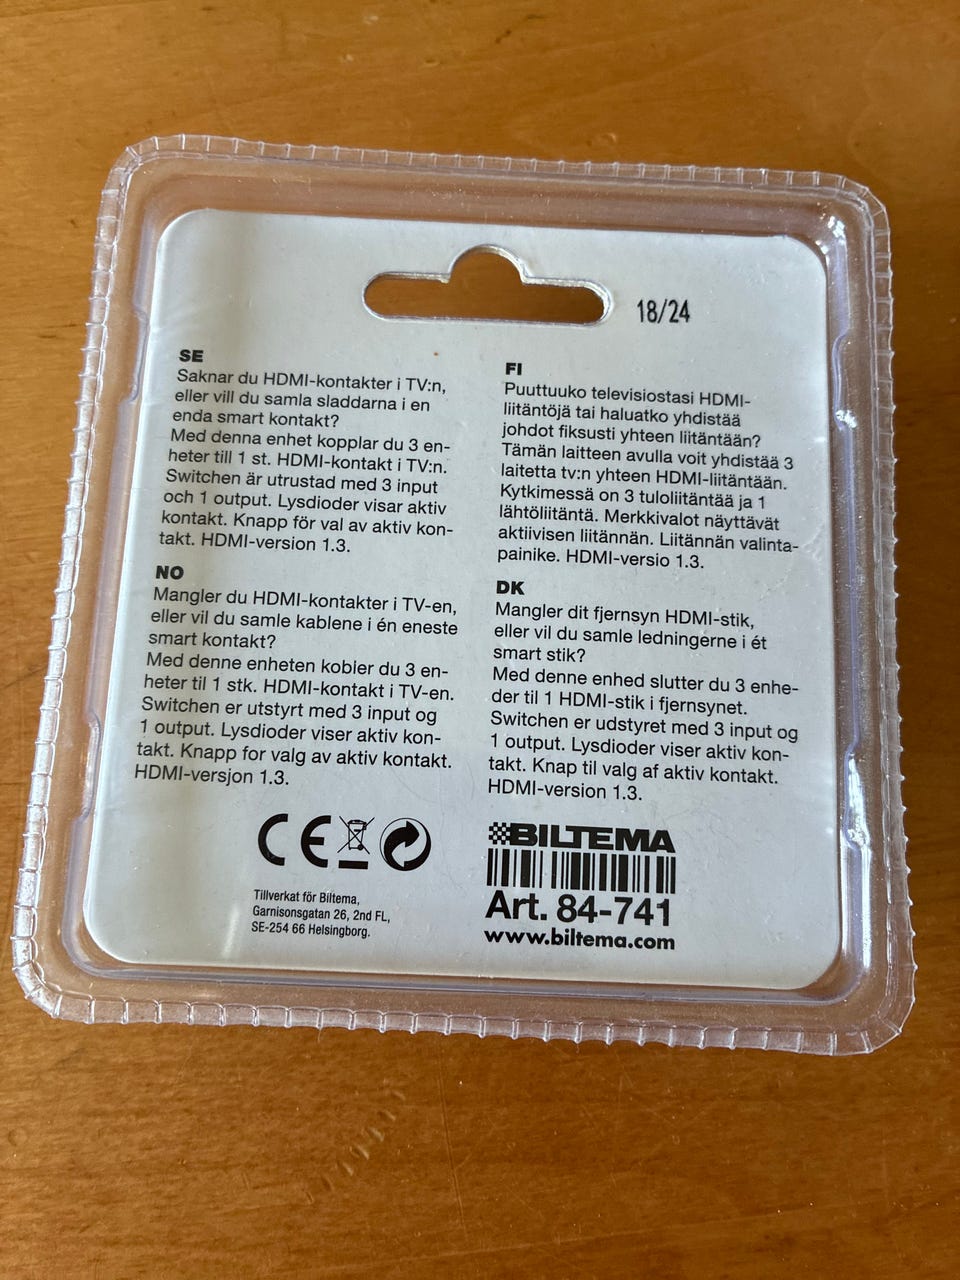 18/24
SE
Saknar du HDMI-kontakter i TV:n,
eller vill du samla sladdarna i en
enda smart kontakt?
Med denna enhet kopplar du 3 en-
heter till 1 st. HDMI-kontakt i TV:n.
Switchen är utrustad med 3 input
och 1 output. Lysdioder visar aktiv
kontakt. Knapp för val av aktiv kon-
takt. HDMI-version 1.3.
FI
Puuttuuko televisiostasi HDMI-
liitäntöjä tai haluatko yhdistää
johdot fiksusti yhteen liitäntään?
Tämän laitteen avulla voit yhdistää 3
laitetta tv:n yhteen HDMI-liitäntään.
Kytkimessä on 3 tuloliitäntää ja 1
lähtöliitäntä. Merkkivalot näyttävät
aktiivisen liitännän. Liitännän valinta-
painike. HDMI-versio 1.3.
NO
Mangler du HDMI-kontakter i TV-en,
eller vil du samle kablene i én eneste
smart kontakt?
Med denne enheten kobler du 3 en-
heter til 1 stk. HDMI-kontakt i TV-en.
Switchen er utstyrt med 3 input og
1 output. Lysdioder viser aktiv kon-
takt. Knapp for valg av aktiv kontakt.
HDMI-versjon 1.3.
DK
Mangler dit fjernsyn HDMI-stik,
eller vil du samle ledningerne i ét
smart stik?
Med denne enhed slutter du 3 enhe-
der til 1 HDMI-stik i fjernsynet.
Switchen er udstyret med 3 input og
1 output. Lysdioder viser aktiv kon-
takt. Knap til valg af aktiv kontakt.
HDMI-version 1.3.
CE
Tillverkat för Biltema,
Garnisonsgatan 26, 2nd FL,
SE-254 66 Helsingborg.
BILTEMA
Art. 84-741
www.biltema.com